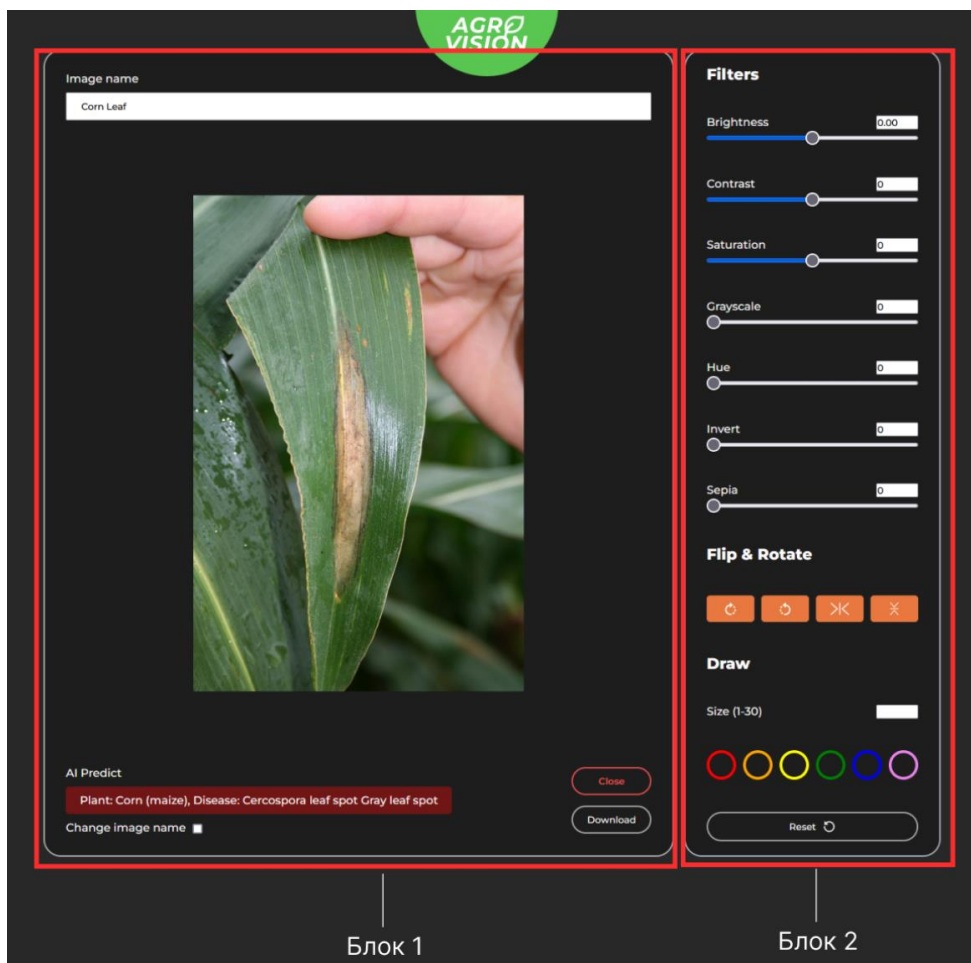 AGRO
VISION
Image name
Corn Leaf
AI Predict
Plant: Corn (maize), Disease: Cercospora leaf spot Gray leaf spot
Change image name
Close
Download
Filters
Brightness 0.00
Contrast 0
Saturation 0
Grayscale 0
Hue 0
Invert 0
Sepia 0
Flip & Rotate
Draw
Size (1-30)
Reset
Блок 1
Блок 2